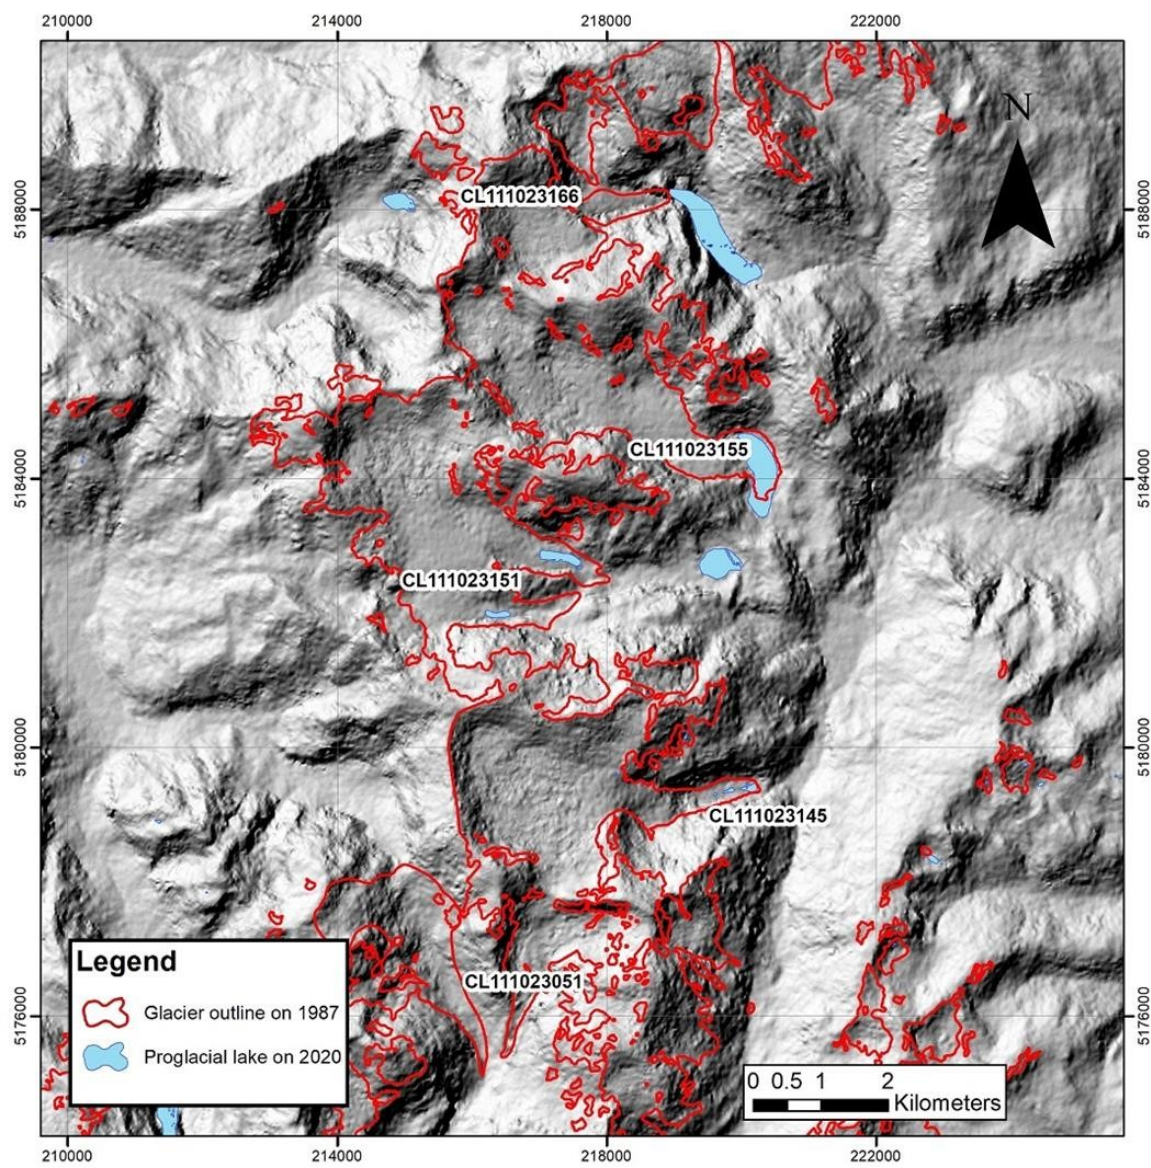 210000 214000 218000 222000
N
5188000 5188000
CL111023166
CL111023155
5184000 5184000
CL111023151
5180000 5180000
CL111023145
Legend
CL111023051
Glacier outline on 1987
5176000 5176000
Proglacial lake on 2020
0 0.5 1 2
Kilometers
210000 214000 218000 222000